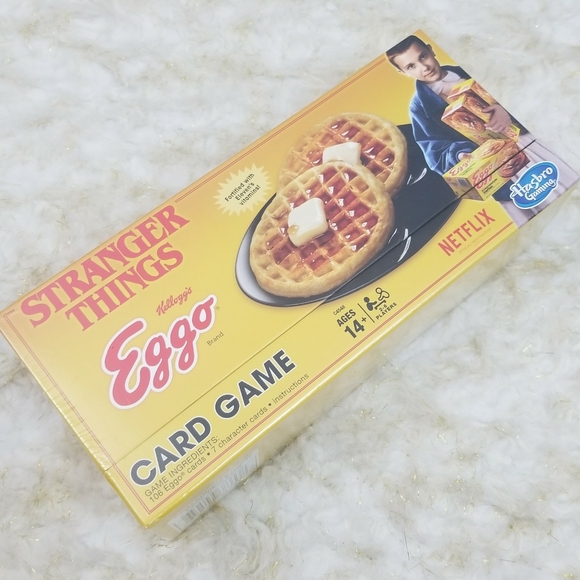 STRANGER
THINGS
Kellogg's
Eggo®
Brand
CARD GAME
GAME INGREDIENTS:
106 Eggo® cards • 7 character cards • instructions
Fortified with
Eleven's
vitamins!
AGES
14+
PLAYERS
NETFLIX
Hasbro
Gaming
Eggo